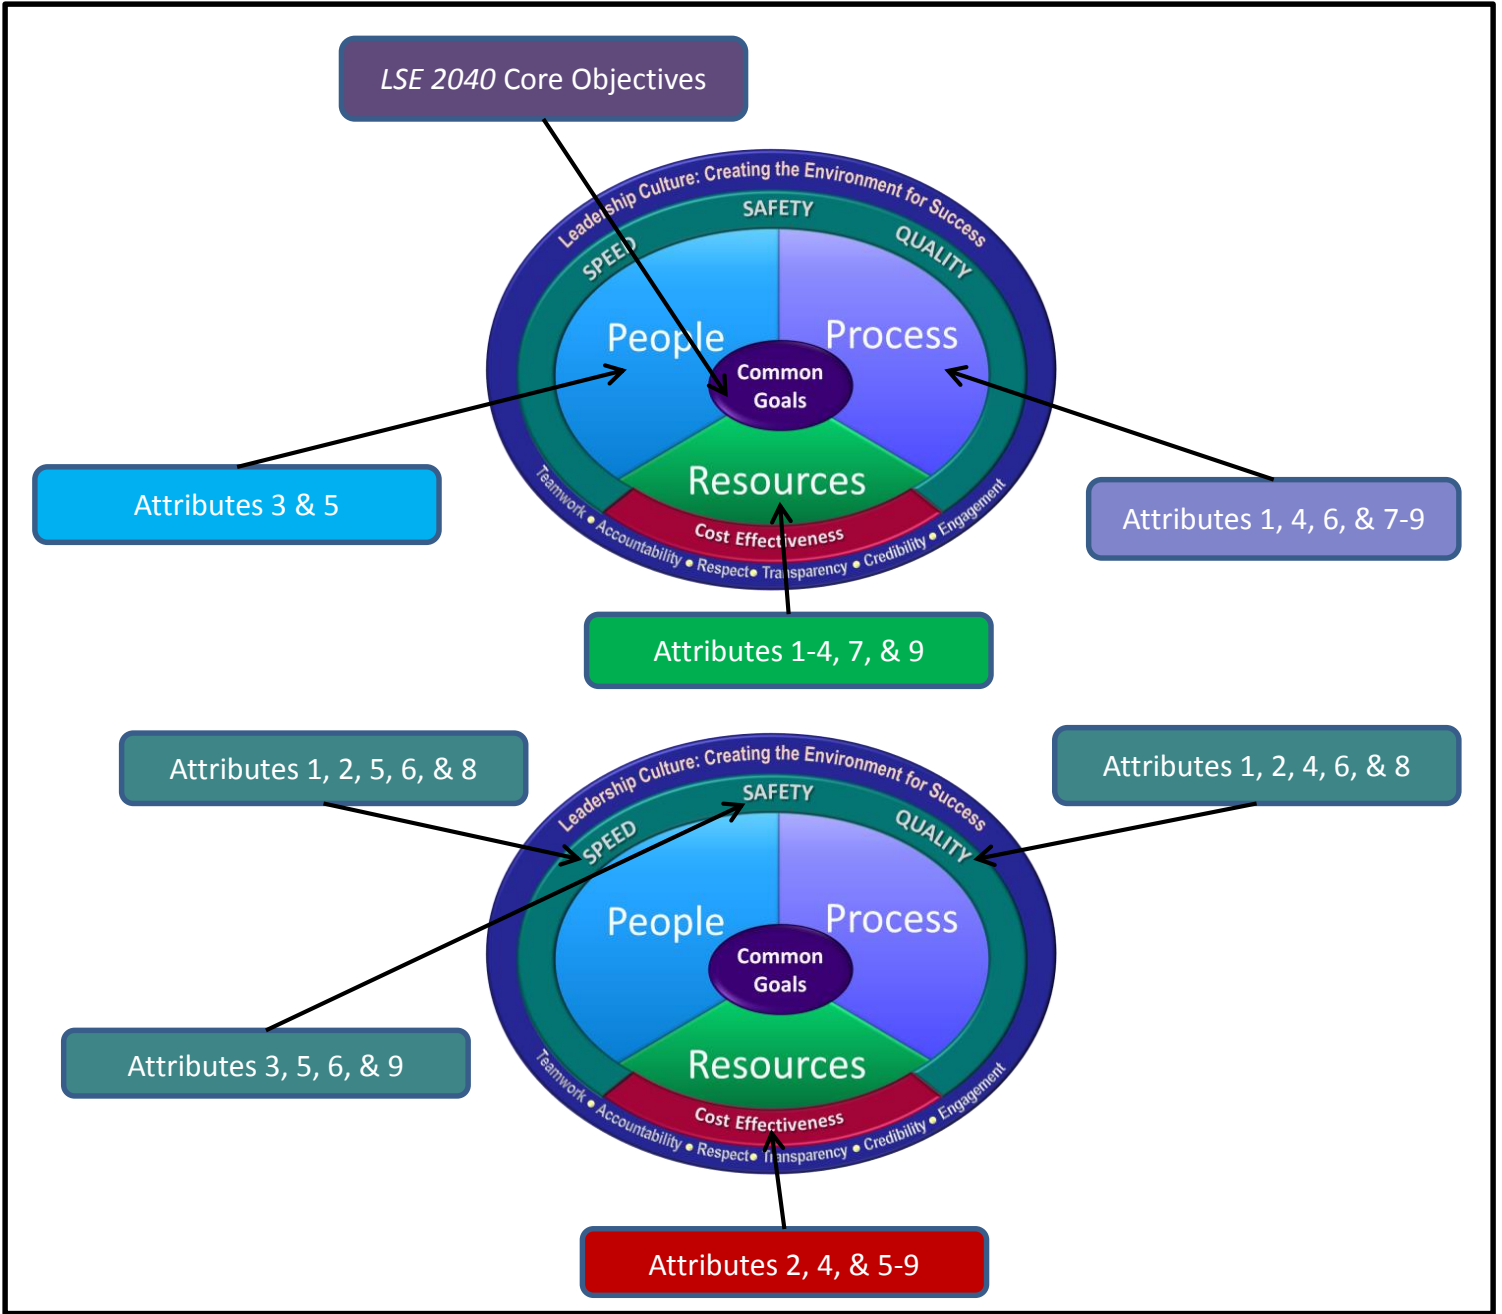 LSE 2040 Core Objectives
Leadership Culture: Creating the Environment for Success
SAFETY
SPEED
QUALITY
People
Process
Common
Goals
Resources
Cost Effectiveness
Teamwork • Accountability • Respect • Transparency • Credibility • Engagement
Attributes 3 & 5
Attributes 1, 4, 6, & 7-9
Attributes 1-4, 7, & 9
Attributes 1, 2, 5, 6, & 8
Attributes 1, 2, 4, 6, & 8
Leadership Culture: Creating the Environment for Success
SAFETY
SPEED
QUALITY
People
Process
Common
Goals
Resources
Attributes 3, 5, 6, & 9
Cost Effectiveness
Teamwork • Accountability • Respect • Transparency • Credibility • Engagement
Attributes 2, 4, & 5-9